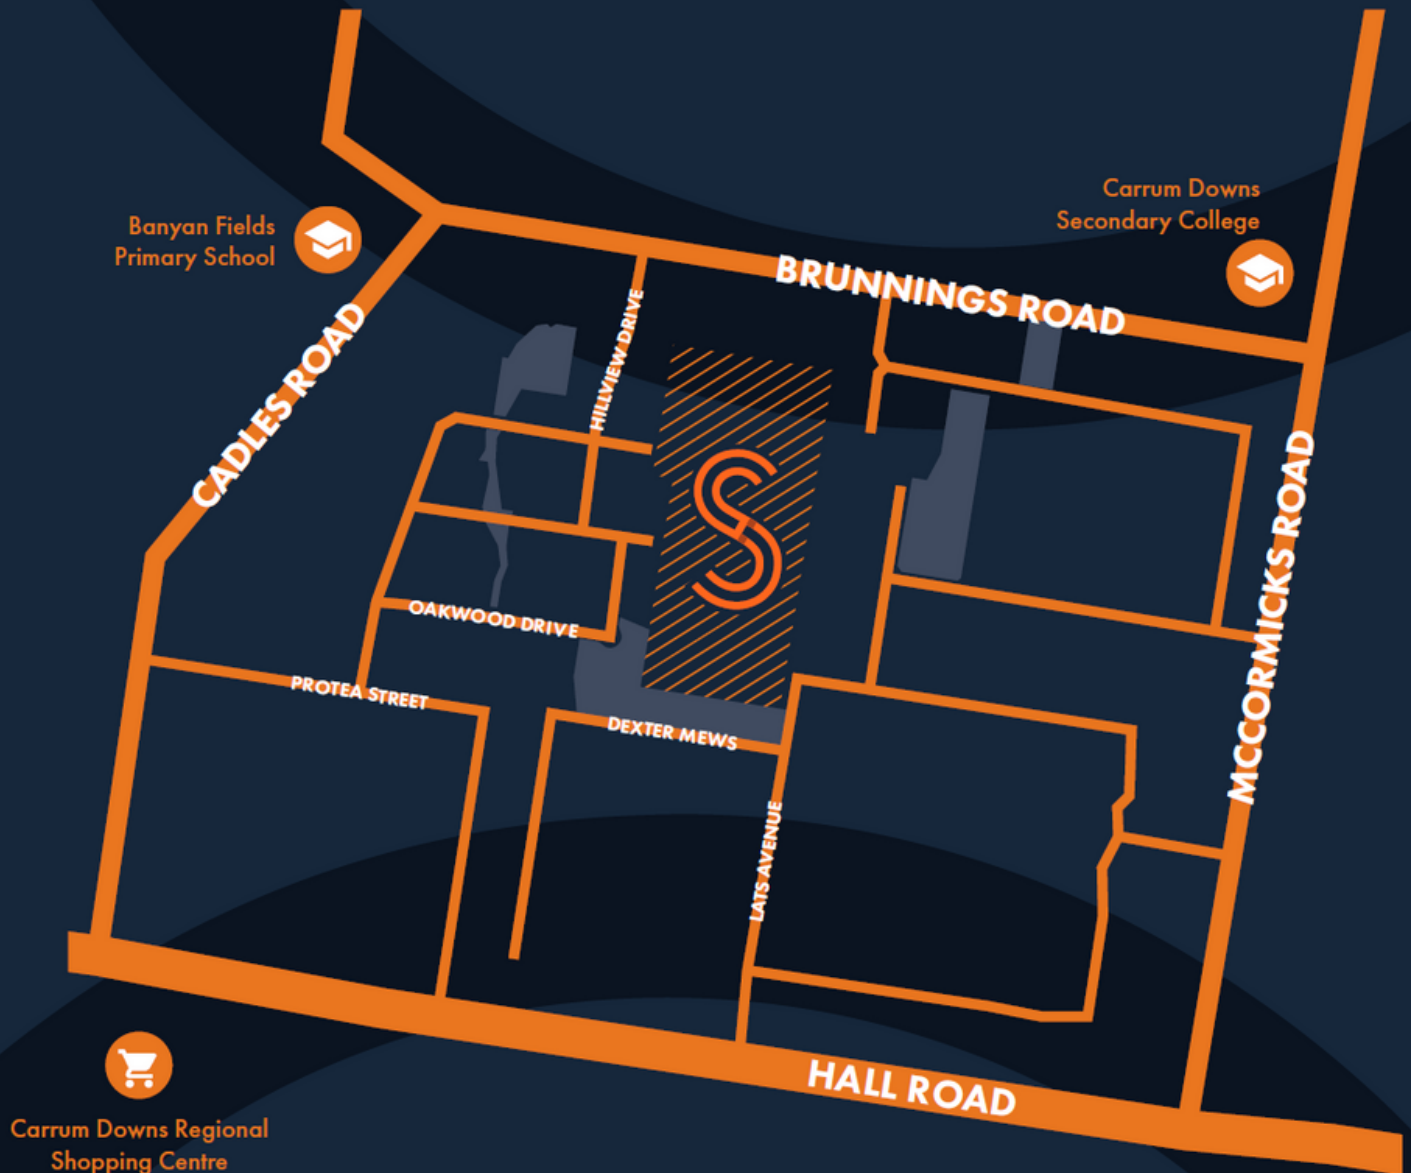 Carrum Downs
Secondary College
Banyan Fields
Primary School
BRUNNINGS ROAD
HILLVIEW DRIVE
CADLES ROAD
MCCORMICKS ROAD
S
OAKWOOD DRIVE
PROTEA STREET
DEXTER MEWS
LATS AVENUE
HALL ROAD
Carrum Downs Regional
Shopping Centre